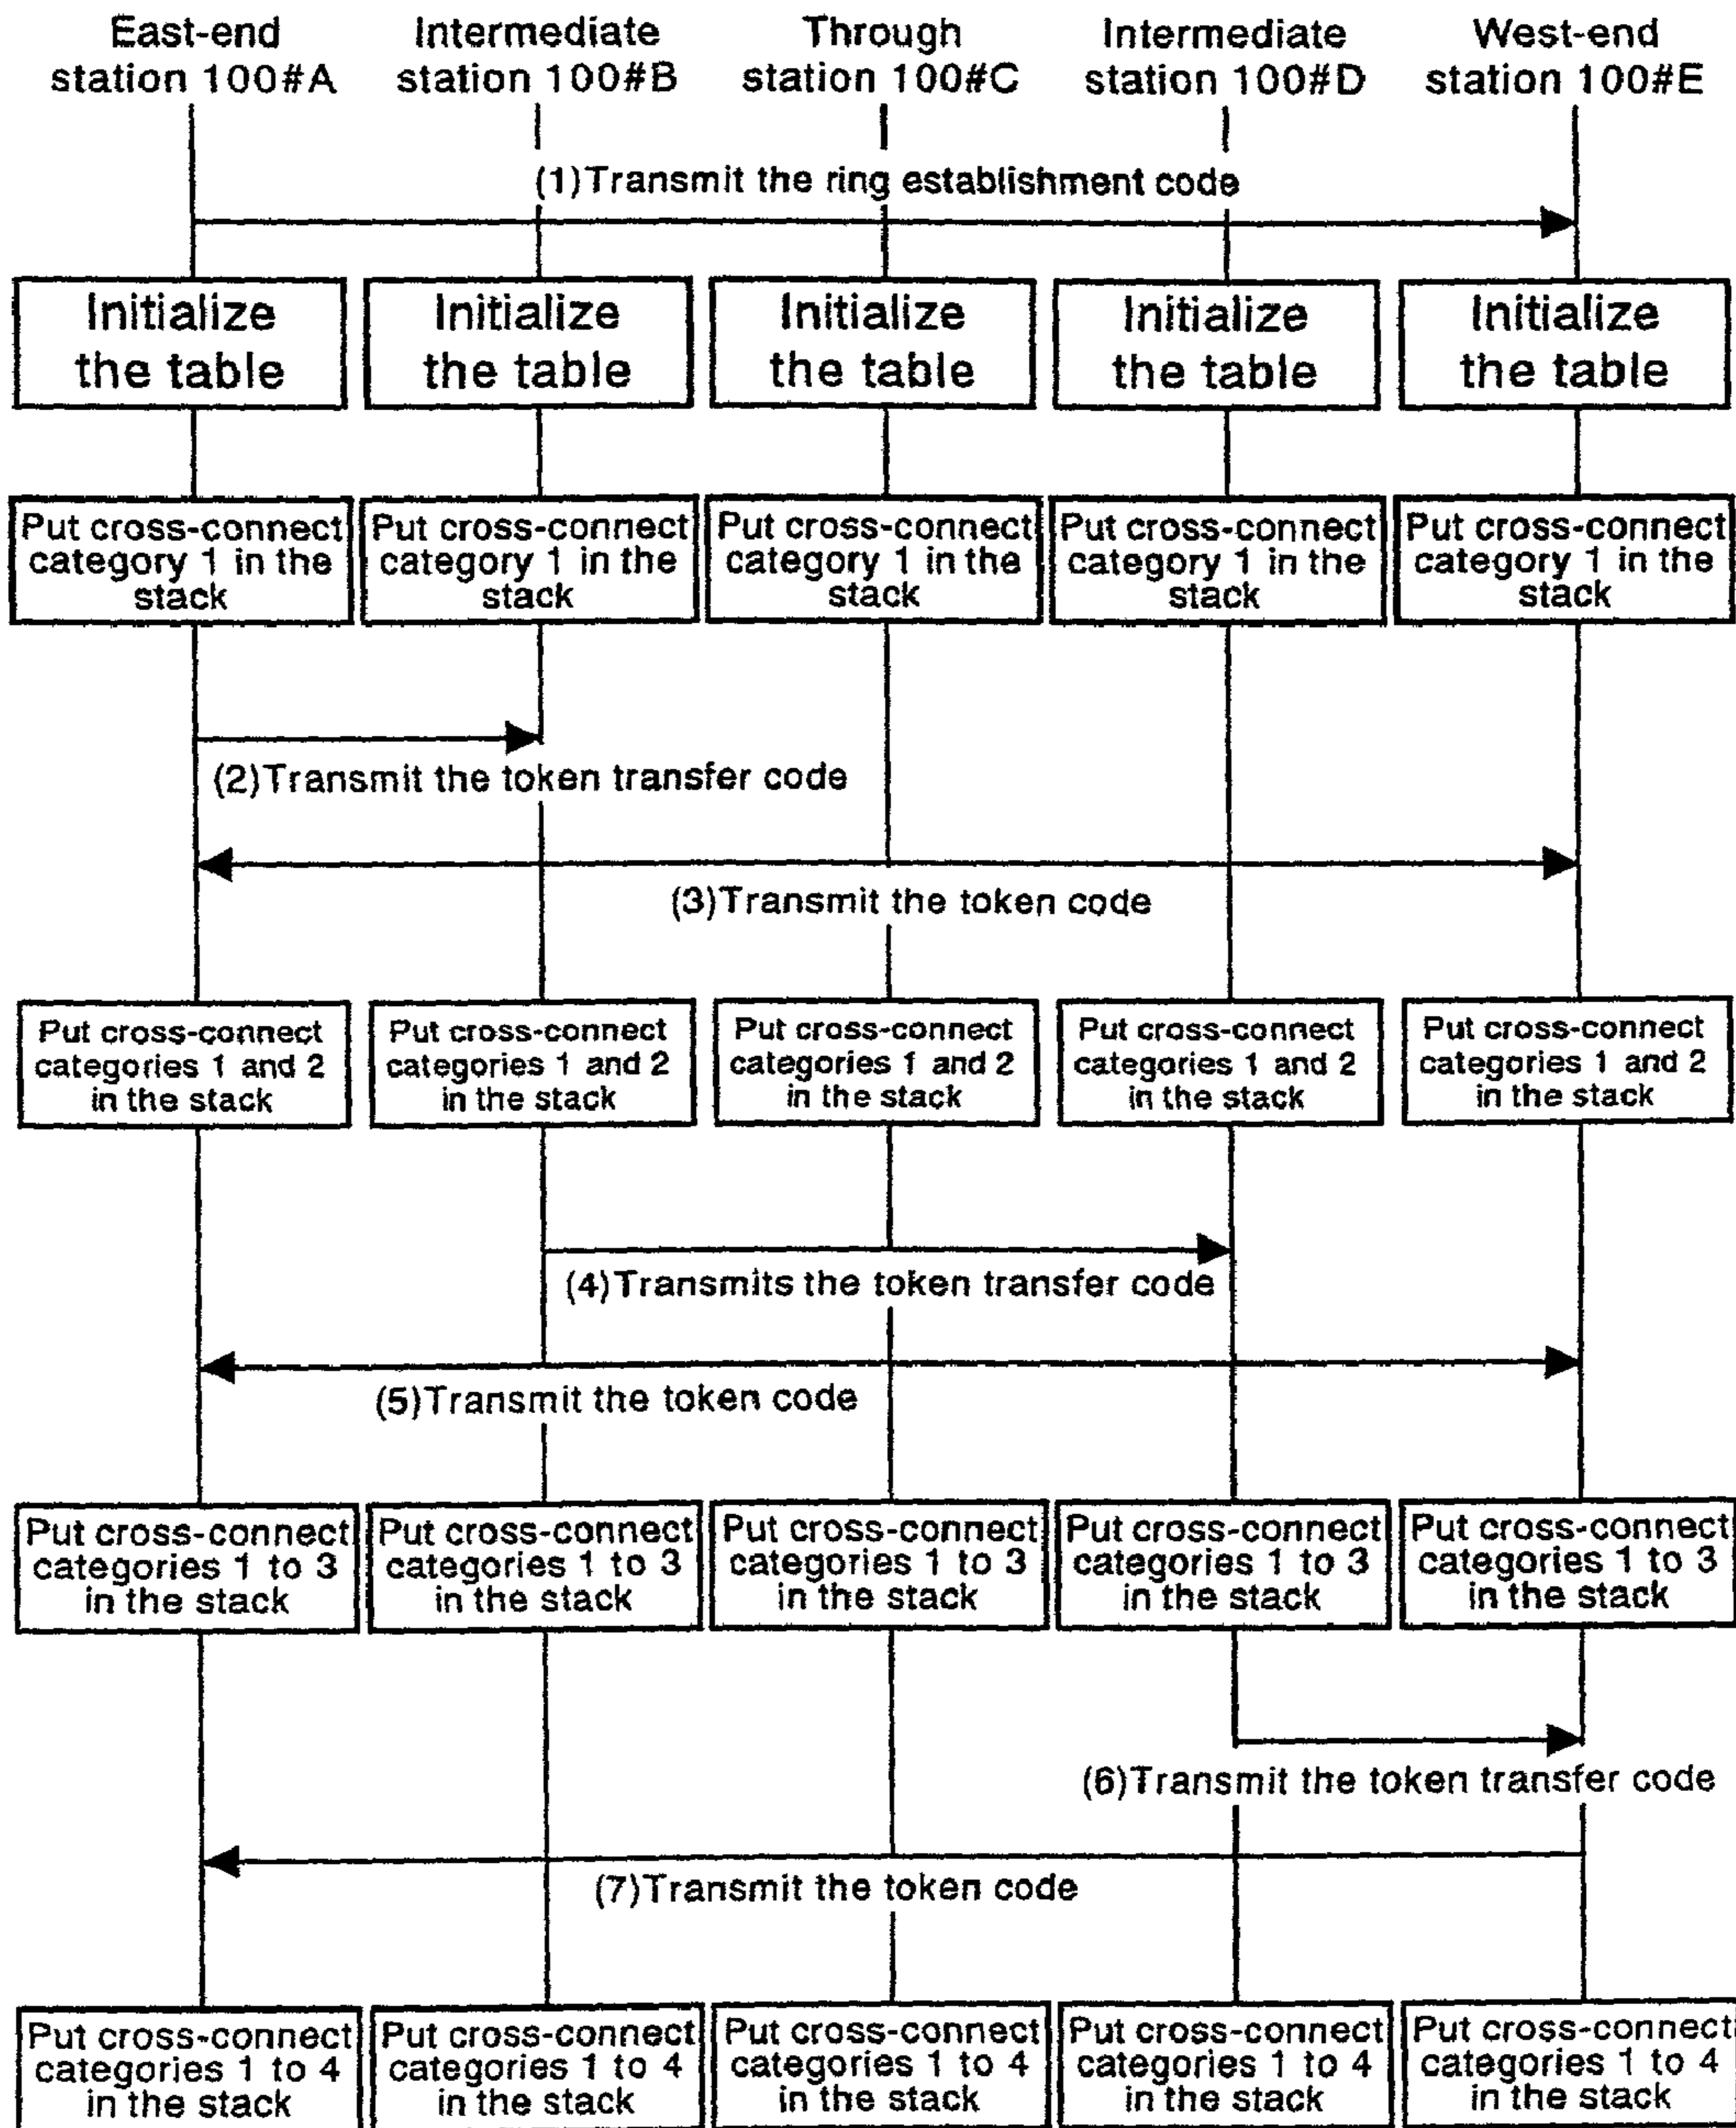 East-end
station 100#A
Intermediate
station 100#B
Through
station 100#C
Intermediate
station 100#D
West-end
station 100#E
(1)Transmit the ring establishment code
Initialize
the table
Initialize
the table
Initialize
the table
Initialize
the table
Initialize
the table
Put cross-connect
category 1 in the
stack
Put cross-connect
category 1 in the
stack
Put cross-connect
category 1 in the
stack
Put cross-connect
category 1 in the
stack
Put cross-connect
category 1 in the
stack
(2)Transmit the token transfer code
(3)Transmit the token code
Put cross-connect
categories 1 and 2
in the stack
Put cross-connect
categories 1 and 2
in the stack
Put cross-connect
categories 1 and 2
in the stack
Put cross-connect
categories 1 and 2
in the stack
Put cross-connect
categories 1 and 2
in the stack
(4)Transmits the token transfer code
(5)Transmit the token code
Put cross-connect
categories 1 to 3
in the stack
Put cross-connect
categories 1 to 3
in the stack
Put cross-connect
categories 1 to 3
in the stack
Put cross-connect
categories 1 to 3
in the stack
Put cross-connect
categories 1 to 3
in the stack
(6)Transmit the token transfer code
(7)Transmit the token code
Put cross-connect
categories 1 to 4
in the stack
Put cross-connect
categories 1 to 4
in the stack
Put cross-connect
categories 1 to 4
in the stack
Put cross-connect
categories 1 to 4
in the stack
Put cross-connect
categories 1 to 4
in the stack